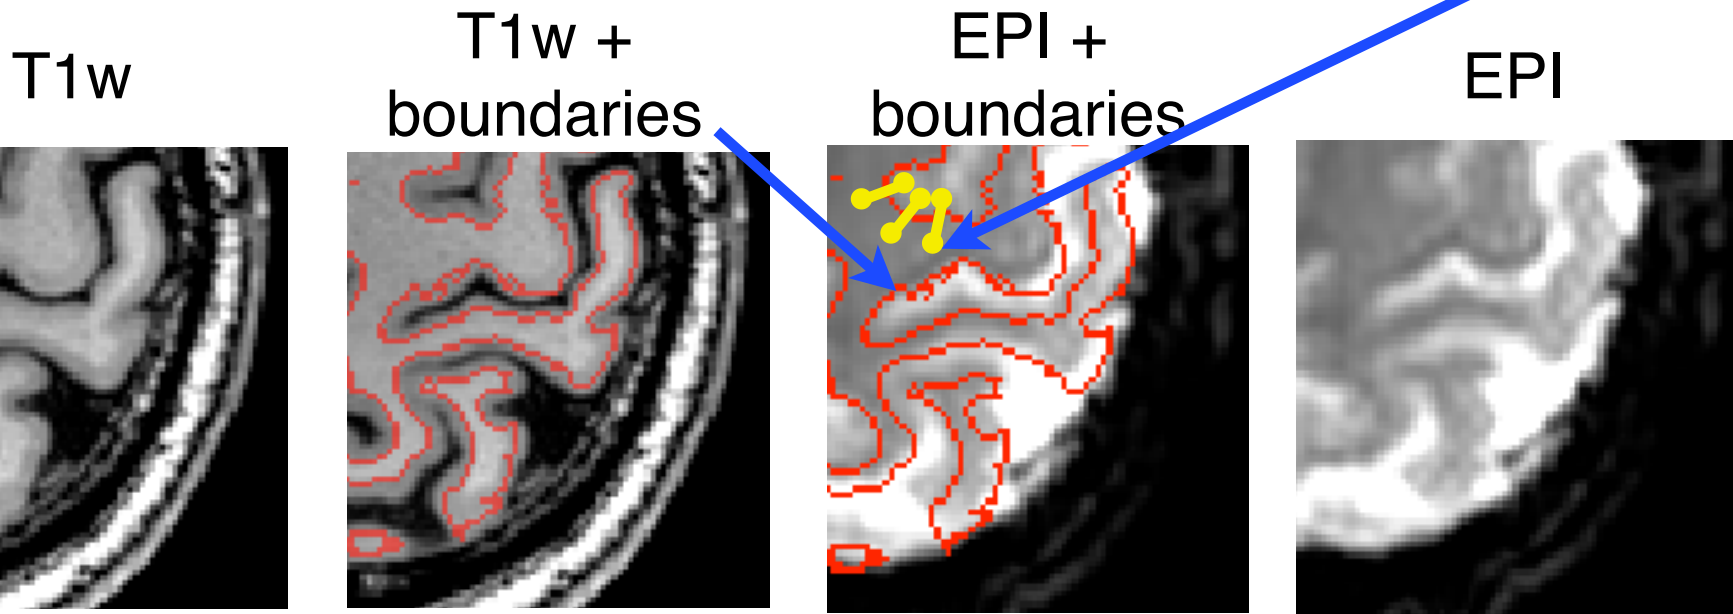 T1w
T1w +
boundaries
EPI +
boundaries
EPI